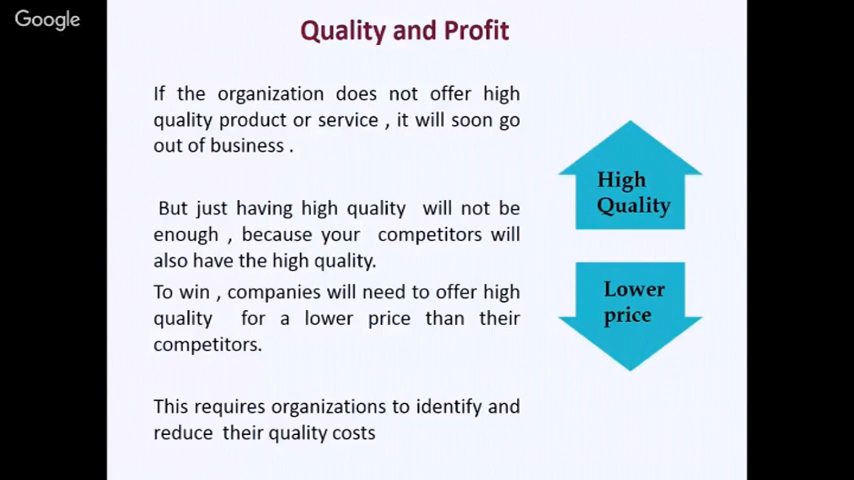 Google
Quality and Profit
If the organization does not offer high
quality product or service , it will soon go
out of business .
But just having high quality will not be
enough , because your competitors will
also have the high quality.
To win , companies will need to offer high
quality for a lower price than their
competitors.
This requires organizations to identify and
reduce their quality costs
High
Quality
Lower
price